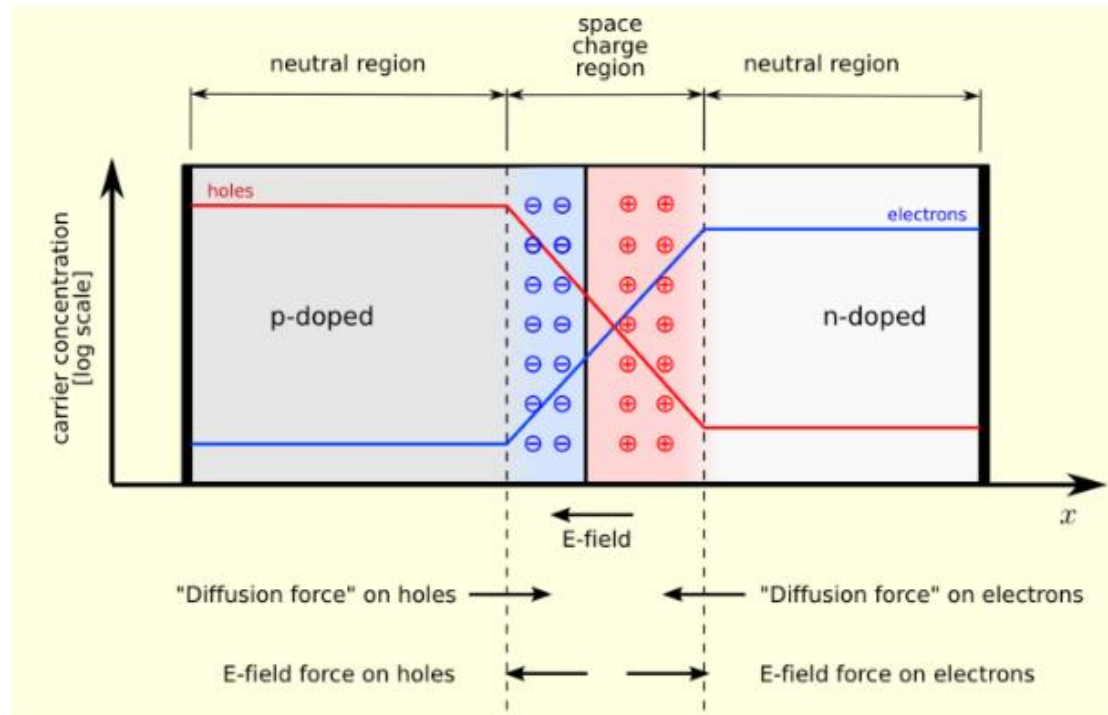 neutral region
space
charge
region
neutral region
carrier concentration
[log scale]
holes
electrons
p-doped
n-doped
x
E-field
"Diffusion force" on holes
"Diffusion force" on electrons
E-field force on holes
E-field force on electrons